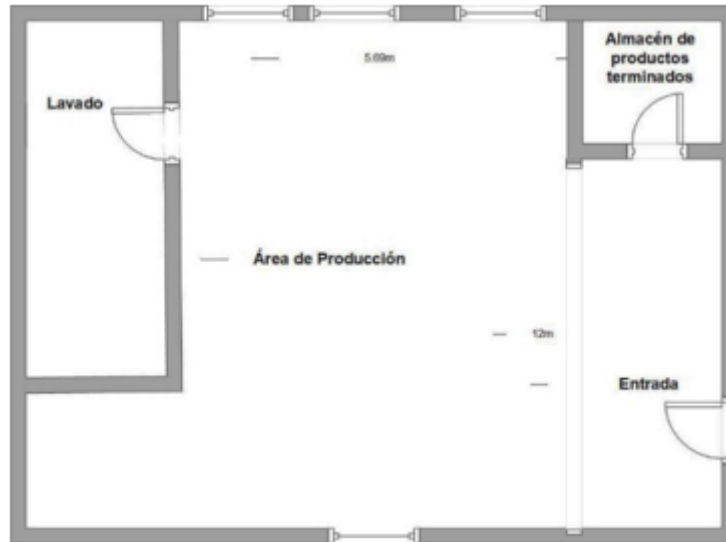 Almacén de
productos
terminados
5.69m
Lavado
Área de Producción
12m
Entrada